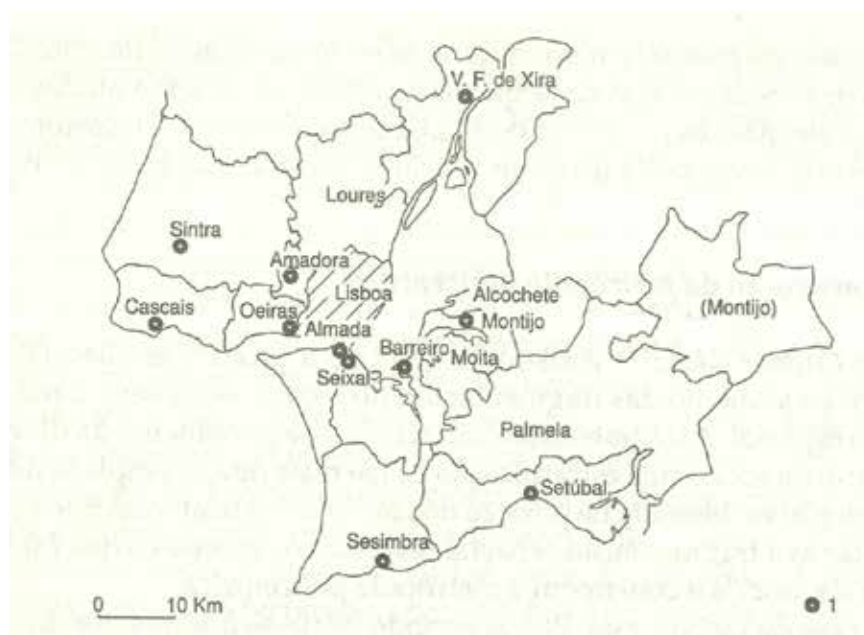 V. F. de Xira
Loures
Sintra
Amadora
Lisboa
Cascais
Oeiras
Almada
Alcochete
Montijo
(Montijo)
Barreiro
Moita
Seixal
Palmela
Setúbal
Sesimbra
0 10 Km
1